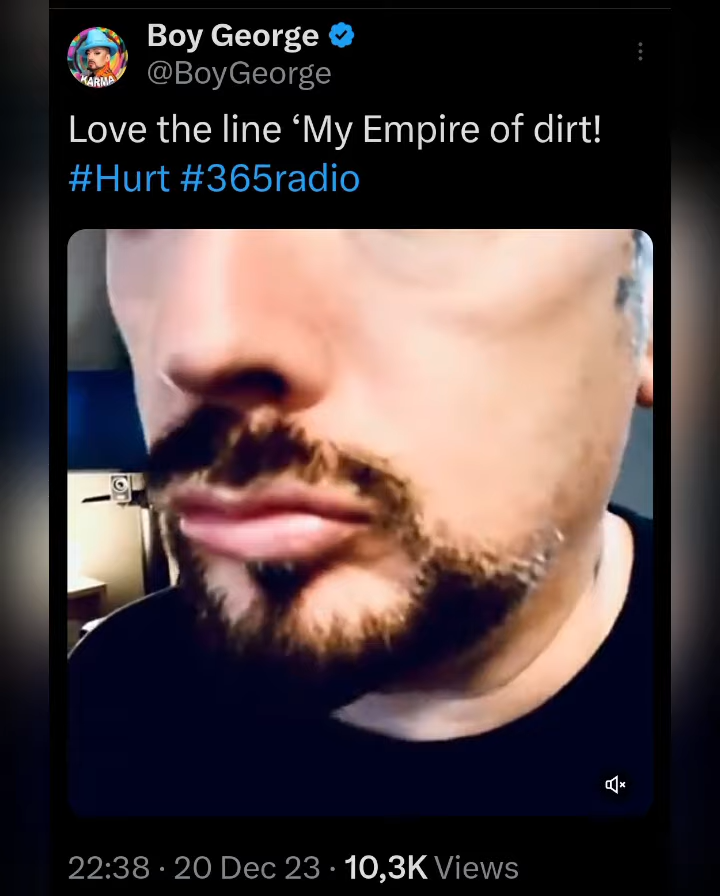 Boy George
@BoyGeorge
KARMA
Love the line ‘My Empire of dirt!
#Hurt #365radio
22:38 · 20 Dec 23 · 10,3K Views